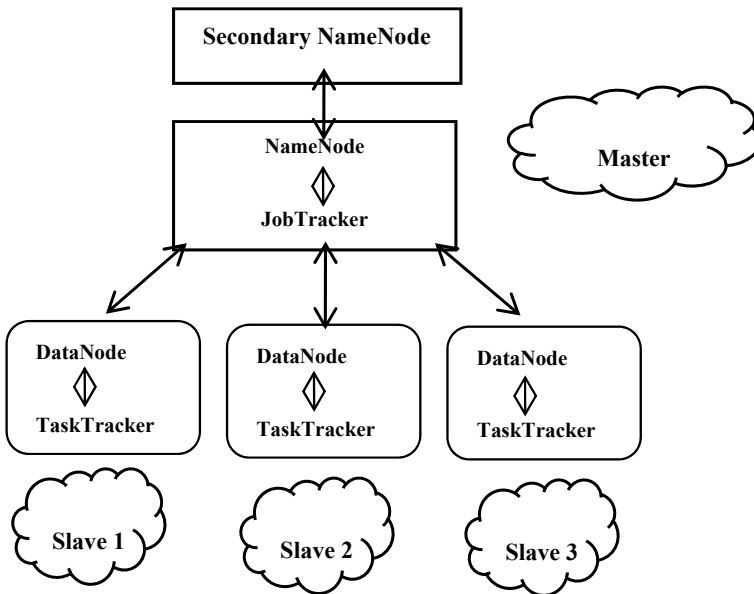 Secondary NameNode
NameNode
Master
JobTracker
DataNode
TaskTracker
DataNode
TaskTracker
DataNode
TaskTracker
Slave 1
Slave 2
Slave 3